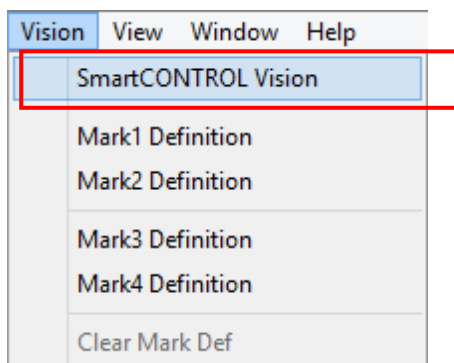 Vision View Window Help
SmartCONTROL Vision
Mark1 Definition
Mark2 Definition
Mark3 Definition
Mark4 Definition
Clear Mark Def